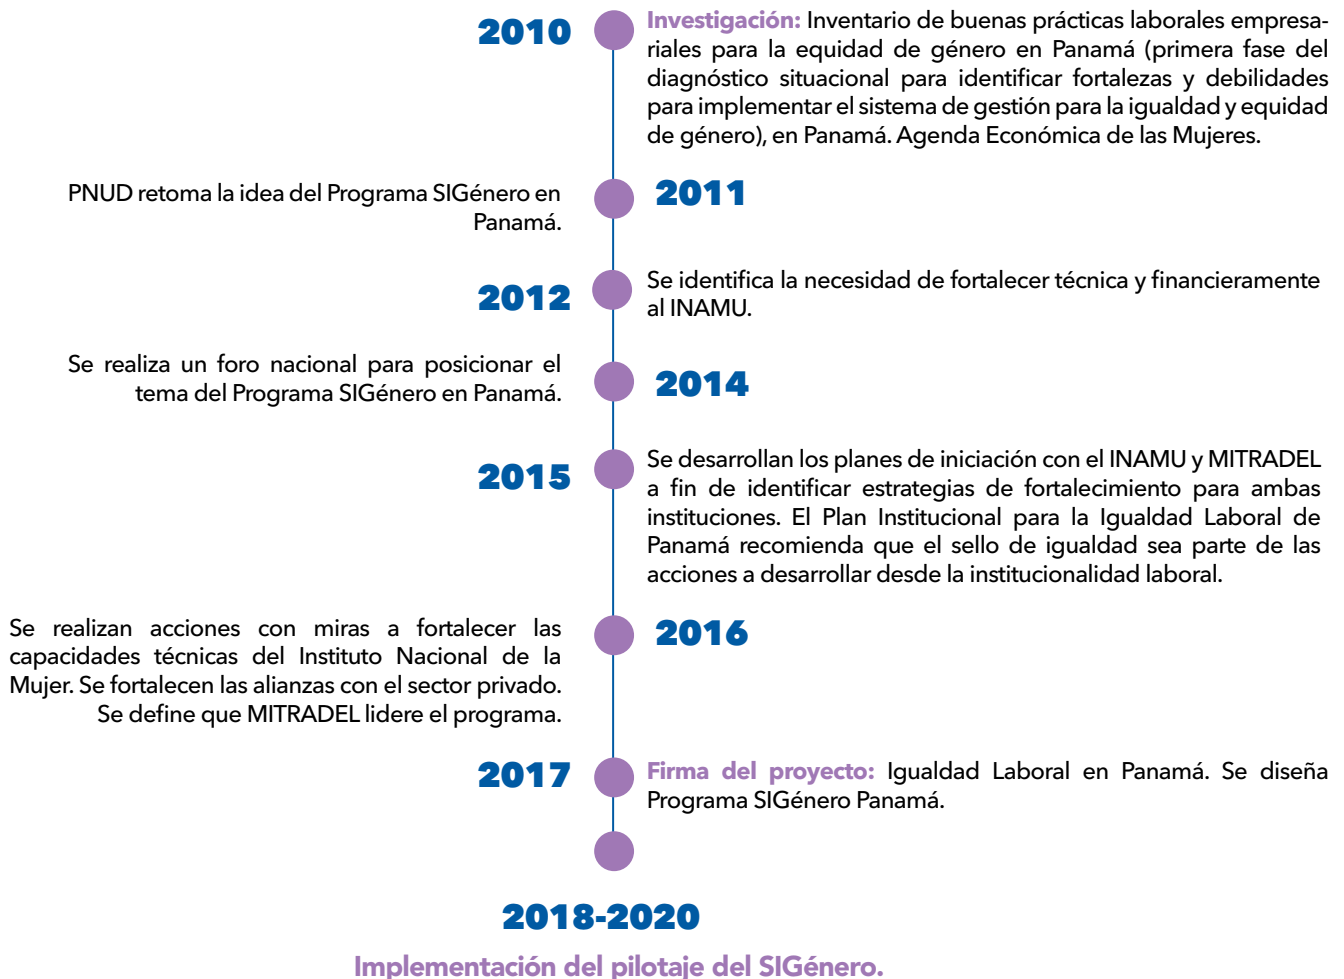 2010
Investigación: Inventario de buenas prácticas laborales empresa-
riales para la equidad de género en Panamá (primera fase del
diagnóstico situacional para identificar fortalezas y debilidades
para implementar el sistema de gestión para la igualdad y equidad
de género), en Panamá. Agenda Económica de las Mujeres.
2011
PNUD retoma la idea del Programa SIGénero en
Panamá.
2012
Se identifica la necesidad de fortalecer técnica y financieramente
al INAMU.
2014
Se realiza un foro nacional para posicionar el
tema del Programa SIGénero en Panamá.
2015
Se desarrollan los planes de iniciación con el INAMU y MITRADEL
a fin de identificar estrategias de fortalecimiento para ambas
instituciones. El Plan Institucional para la Igualdad Laboral de
Panamá recomienda que el sello de igualdad sea parte de las
acciones a desarrollar desde la institucionalidad laboral.
2016
Se realizan acciones con miras a fortalecer las
capacidades técnicas del Instituto Nacional de la
Mujer. Se fortalecen las alianzas con el sector privado.
Se define que MITRADEL lidere el programa.
2017
Firma del proyecto: Igualdad Laboral en Panamá. Se diseña
Programa SIGénero Panamá.
2018-2020
Implementación del pilotaje del SIGénero.